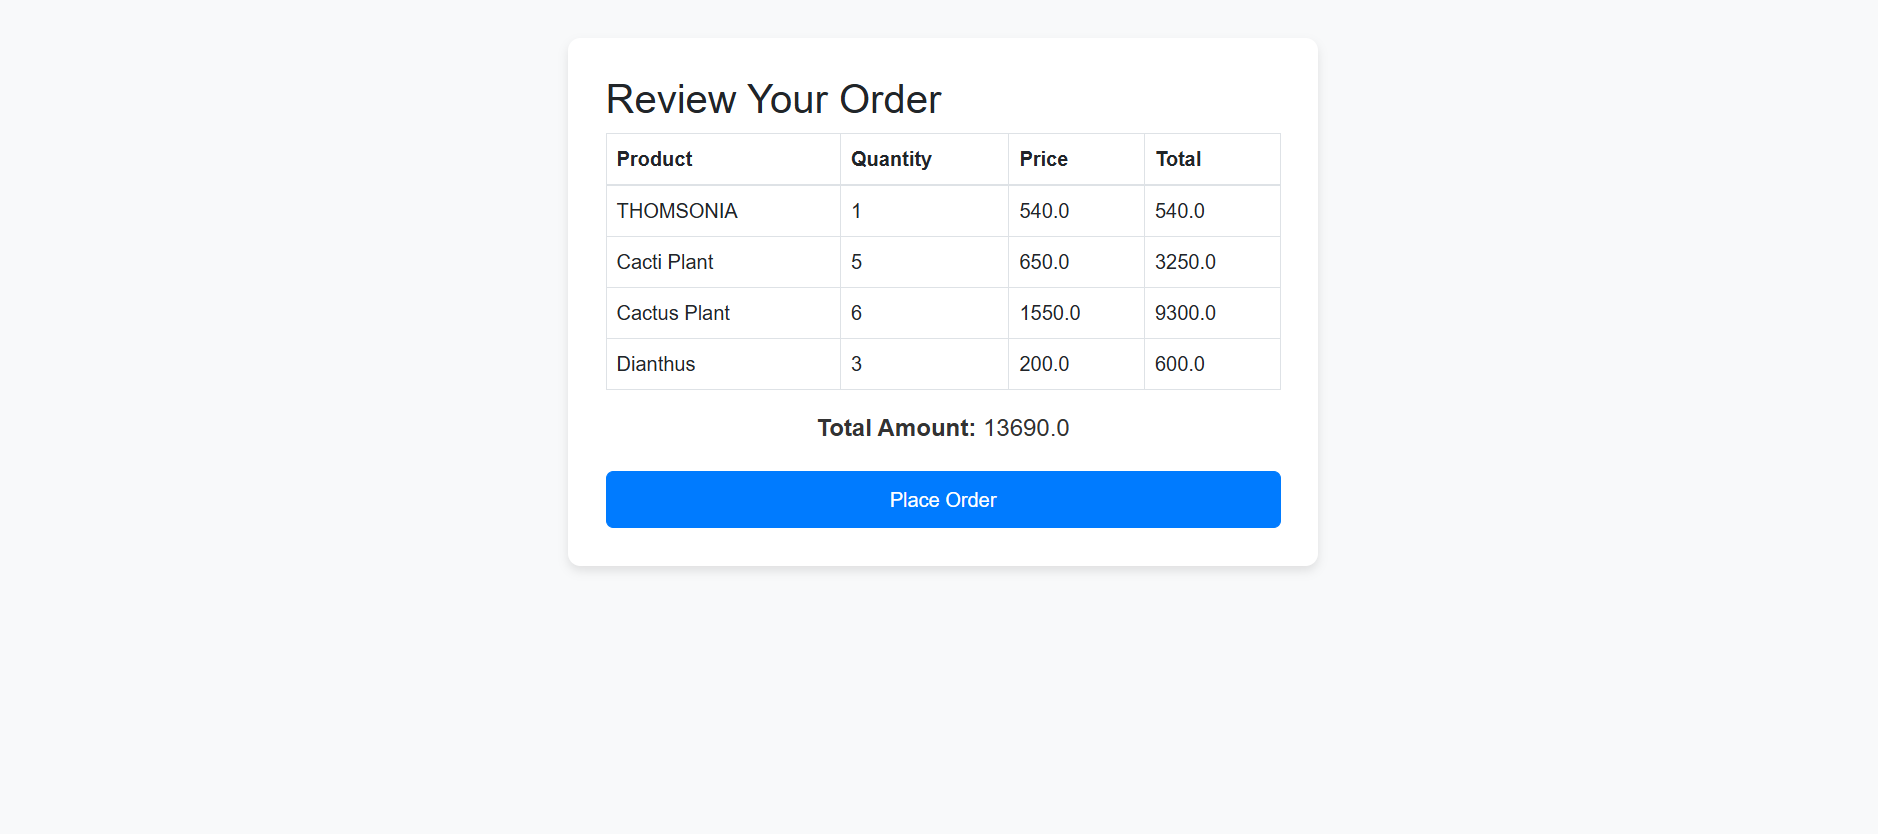 Review Your Order
Product Quantity Price Total
THOMSONIA 1 540.0 540.0
Cacti Plant 5 650.0 3250.0
Cactus Plant 6 1550.0 9300.0
Dianthus 3 200.0 600.0
Total Amount: 13690.0
Place Order